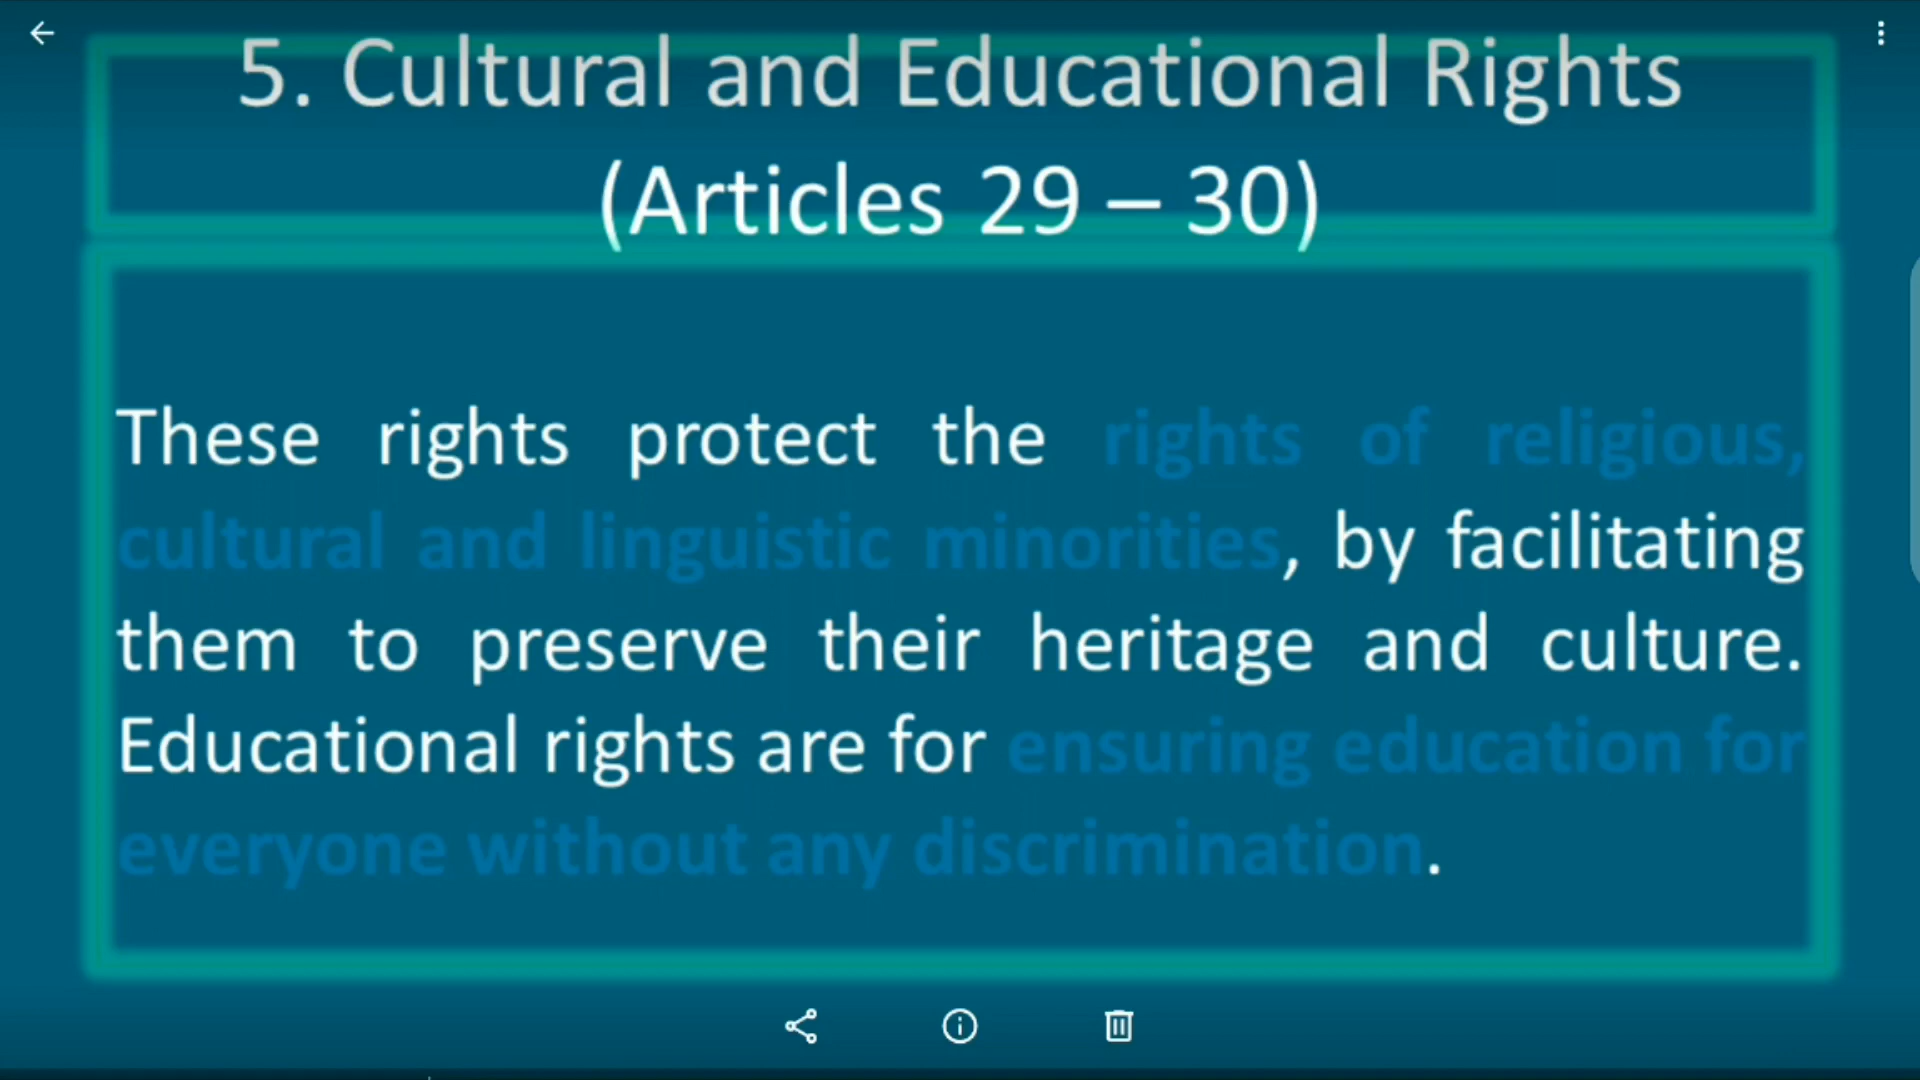 5. Cultural and Educational Rights
(Articles 29 – 30)
These rights protect the rights of religious,
cultural and linguistic minorities, by facilitating
them to preserve their heritage and culture.
Educational rights are for ensuring education for
everyone without any discrimination.